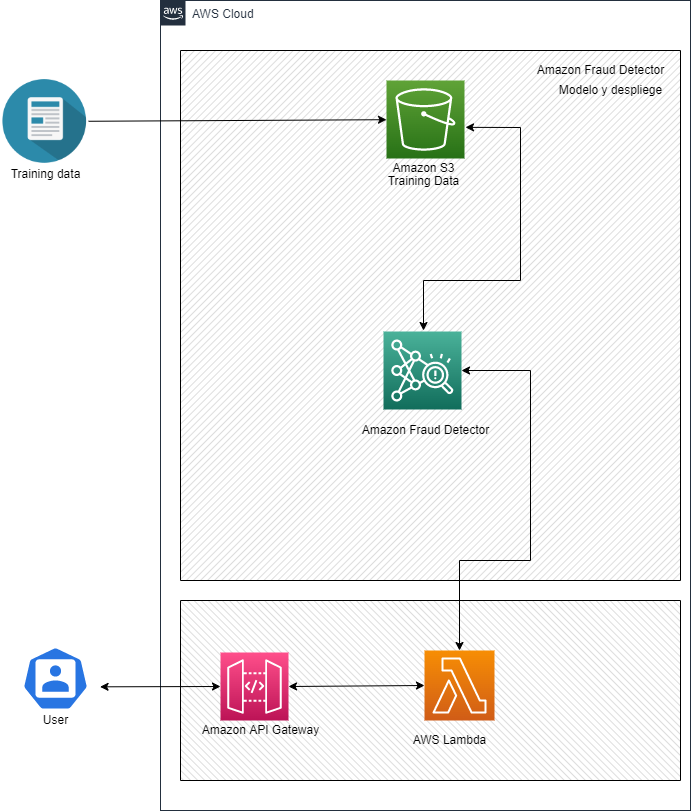 aws
AWS Cloud
Amazon Fraud Detector
Modelo y despliege
Training data
Amazon S3
Training Data
Amazon Fraud Detector
User
Amazon API Gateway
AWS Lambda